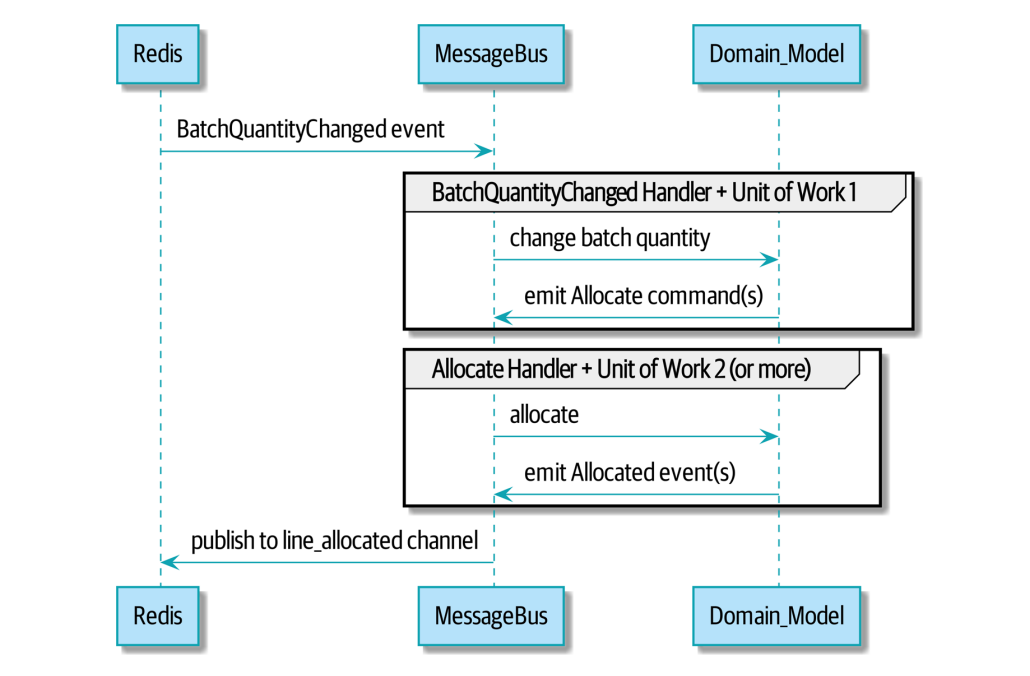 Redis
MessageBus
Domain_Model
BatchQuantityChanged event
BatchQuantityChanged Handler + Unit of Work 1
change batch quantity
emit Allocate command(s)
Allocate Handler + Unit of Work 2 (or more)
allocate
emit Allocated event(s)
publish to line_allocated channel
Redis
MessageBus
Domain_Model